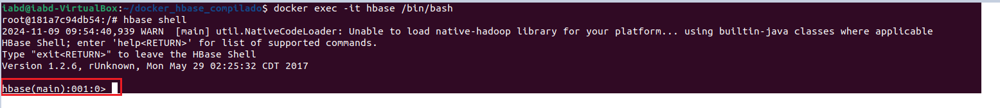 iabd@iabd-VirtualBox:~/docker_hbase_compilado$ docker exec -it hbase /bin/bash
root@181a7c94db54:/# hbase shell
2024-11-09 09:54:40,939 WARN  [main] util.NativeCodeLoader: Unable to load native-hadoop library for your platform... using builtin-java classes where applicable
HBase Shell; enter 'help<RETURN>' for list of supported commands.
Type "exit<RETURN>" to leave the HBase Shell
Version 1.2.6, rUnknown, Mon May 29 02:25:32 CDT 2017
hbase(main):001:0>